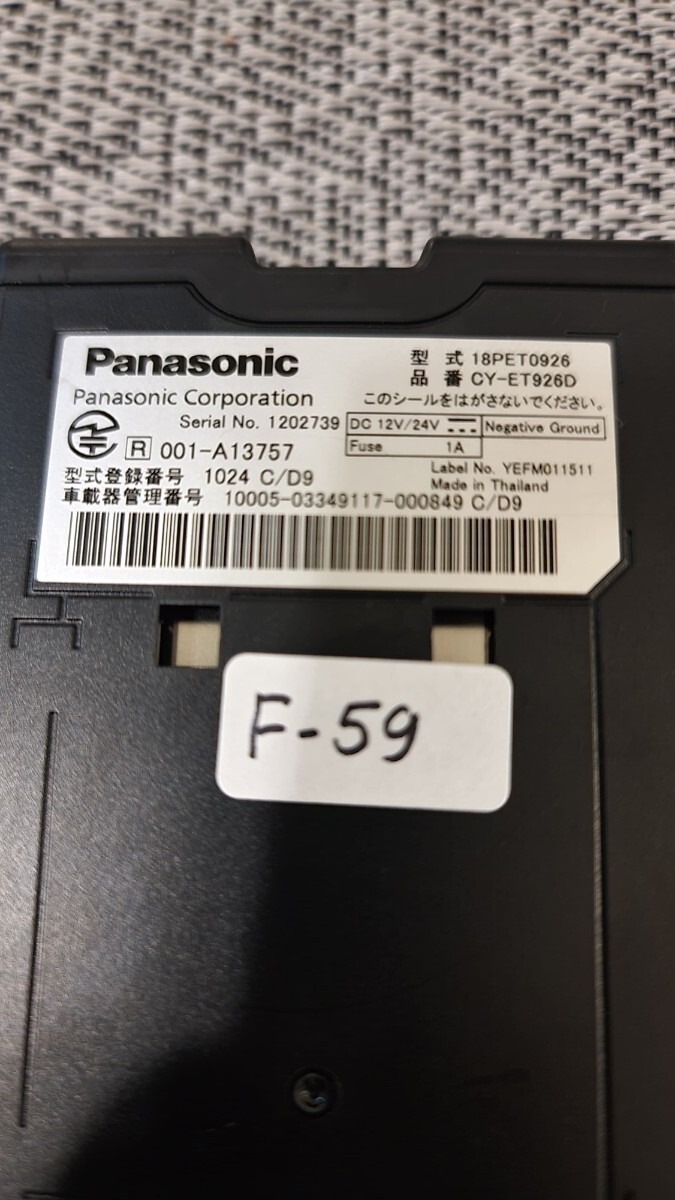 Panasonic
型 式 18PET0926
品 番 CY-ET926D
Panasonic Corporation
このシールをはがさないでください。
Serial No. 1202739
DC 12V/24V
Negative Ground
Fuse 1A
R 001-A13757
Label No. YEFM011511
Made in Thailand
型式登録番号 1024 C/D9
車載器管理番号 10005-03349117-000849 C/D9
F-59